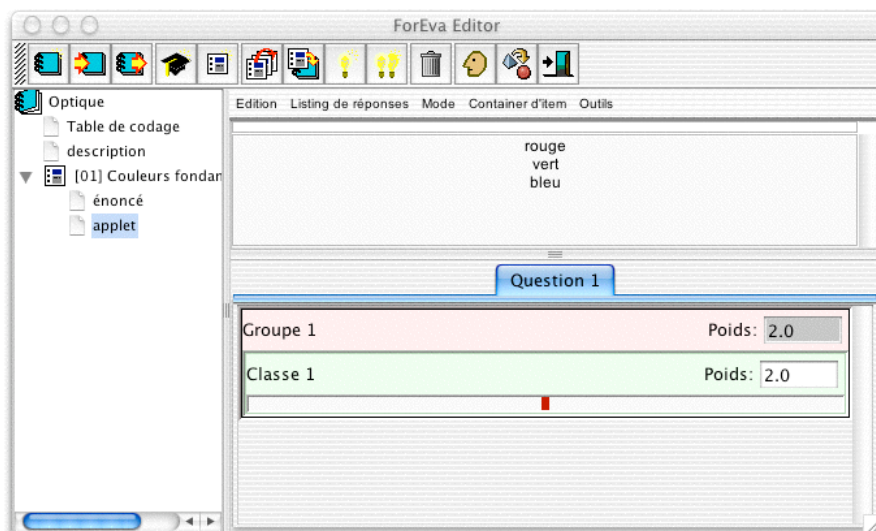 ForEva Editor
Optique
Table de codage
description
[01] Couleurs fondar
énoncé
applet
Edition Listing de réponses Mode Container d'item Outils
rouge
vert
bleu
Question 1
Groupe 1 Poids: 2.0
Classe 1 Poids: 2.0